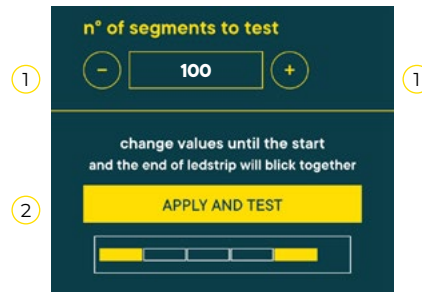 n° of segments to test
1 − 100 + 1
change values until the start
and the end of ledstrip will blick together
2 APPLY AND TEST